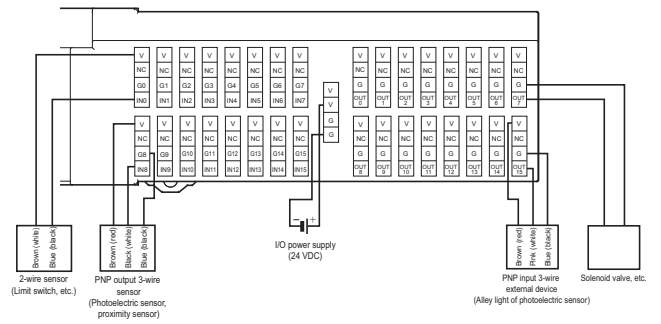 V V V V V V V V V V V V V V V V
NC NC NC NC NC NC NC NC NC NC NC NC NC NC NC NC
G0 G1 G2 G3 G4 G5 G6 G7 G G G G G G G G
IN0 IN1 IN2 IN3 IN4 IN5 IN6 IN7 OUT 0 OUT 1 OUT 2 OUT 3 OUT 4 OUT 5 OUT 6 OUT 7
V
V
G
G
V V V V V V V V V V V V V V V V
NC NC NC NC NC NC NC NC NC NC NC NC NC NC NC NC
G8 G9 G10 G11 G12 G13 G14 G15 G G G G G G G G
IN8 IN9 IN10 IN11 IN12 IN13 IN14 IN15 OUT 8 OUT 9 OUT 10 OUT 11 OUT 12 OUT 13 OUT 14 OUT 15
Brown (white)
Blue (black)
2-wire sensor
(Limit switch, etc.)
Brown (red)
Black (white)
Blue (black)
PNP output 3-wire
sensor
(Photoelectric sensor,
proximity sensor)
− +
I/O power supply
(24 VDC)
Brown (red)
Pink (white)
Blue (black)
PNP input 3-wire
external device
(Alley light of photoelectric sensor)
Solenoid valve, etc.